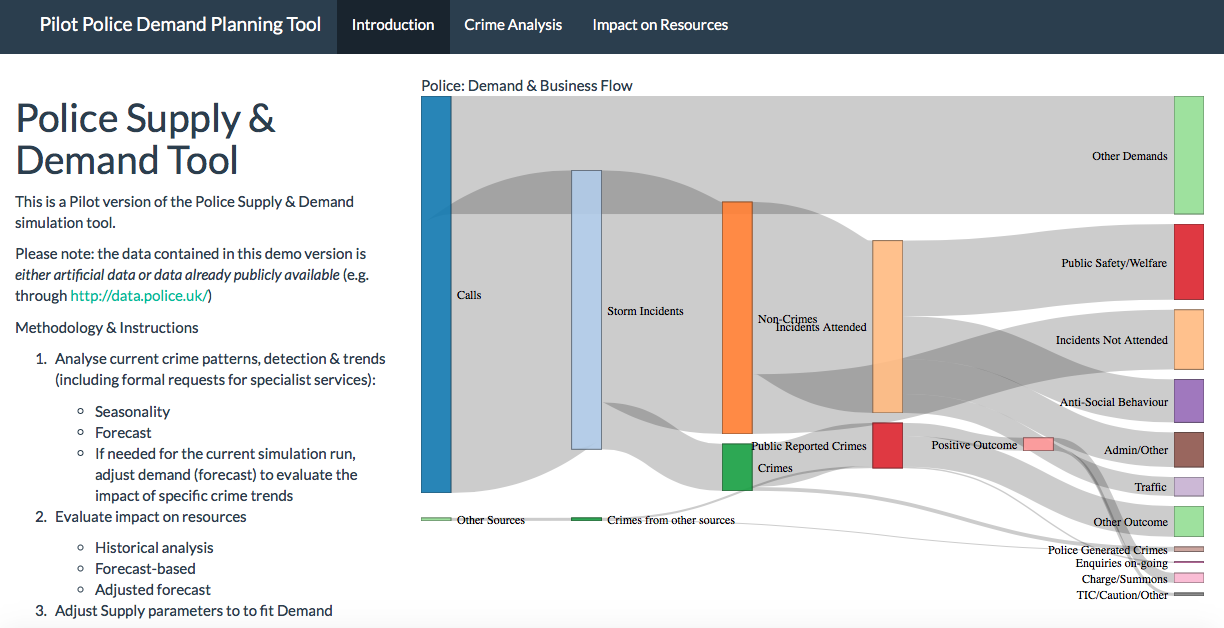 Pilot Police Demand Planning Tool Introduction Crime Analysis Impact on Resources
Police Supply &
Demand Tool
This is a Pilot version of the Police Supply & Demand
simulation tool.
Please note: the data contained in this demo version is
either artificial data or data already publicly available (e.g.
through http://data.police.uk/)
Methodology & Instructions
1. Analyse current crime patterns, detection & trends
(including formal requests for specialist services):
Seasonality
Forecast
If needed for the current simulation run,
adjust demand (forecast) to evaluate the
impact of specific crime trends
2. Evaluate impact on resources
Historical analysis
Forecast-based
Adjusted forecast
3. Adjust Supply parameters to to fit Demand
Police: Demand & Business Flow
Calls
Other Sources
Storm Incidents
Crimes from other sources
Non-Crimes
Crimes
Incidents Attended
Public Reported Crimes
Positive Outcome
Other Demands
Public Safety/Welfare
Incidents Not Attended
Anti-Social Behaviour
Admin/Other
Traffic
Other Outcome
Police Generated Crimes
Enquiries on-going
Charge/Summons
TIC/Caution/Other